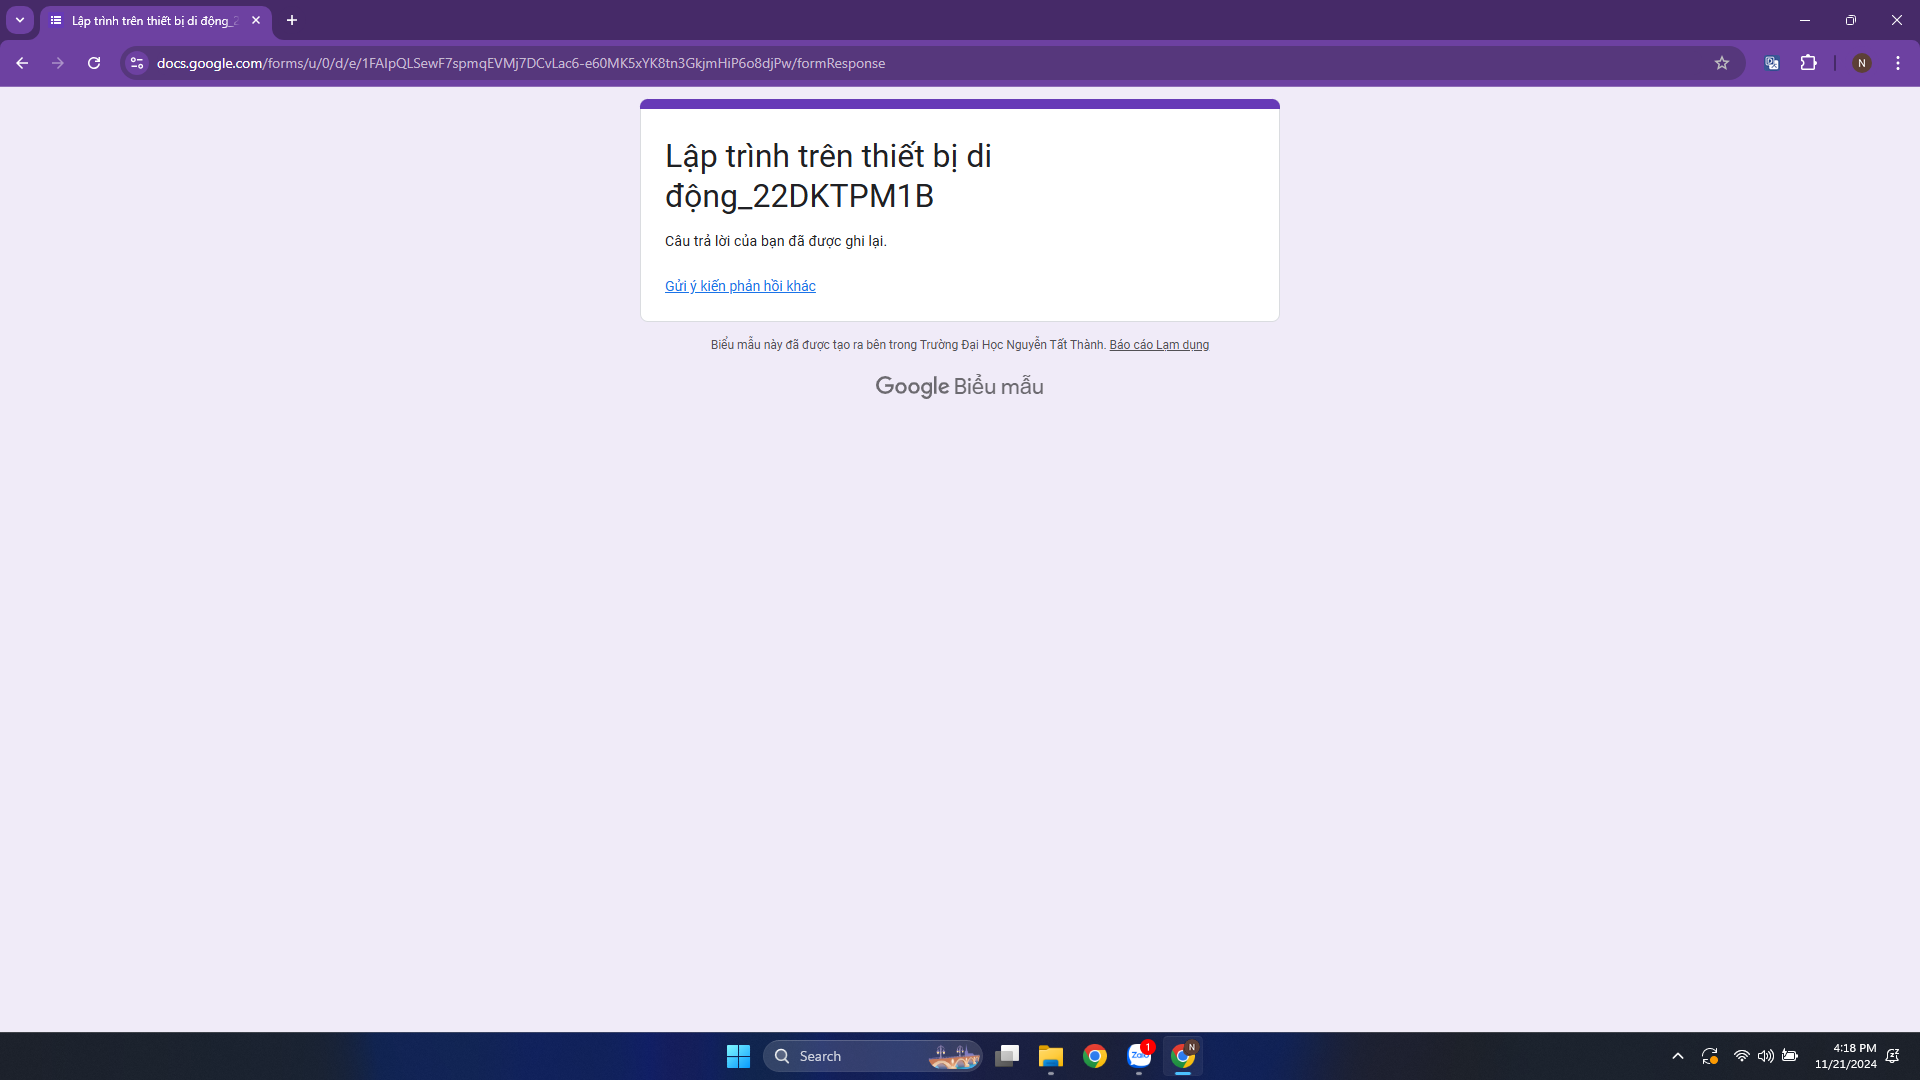 Lập trình trên thiết bị di động_2
docs.google.com/forms/u/0/d/e/1FAIpQLSewF7spmqEVMj7DCvLac6-e60MK5xYK8tn3GkjmHiP6o8djPw/formResponse
N
Lập trình trên thiết bị di
động_22DKTPM1B
Câu trả lời của bạn đã được ghi lại.
Gửi ý kiến phản hồi khác
Biểu mẫu này đã được tạo ra bên trong Trường Đại Học Nguyễn Tất Thành. Báo cáo Lạm dụng
Google Biểu mẫu
Search
Zalo
1
N
4:18 PM
11/21/2024